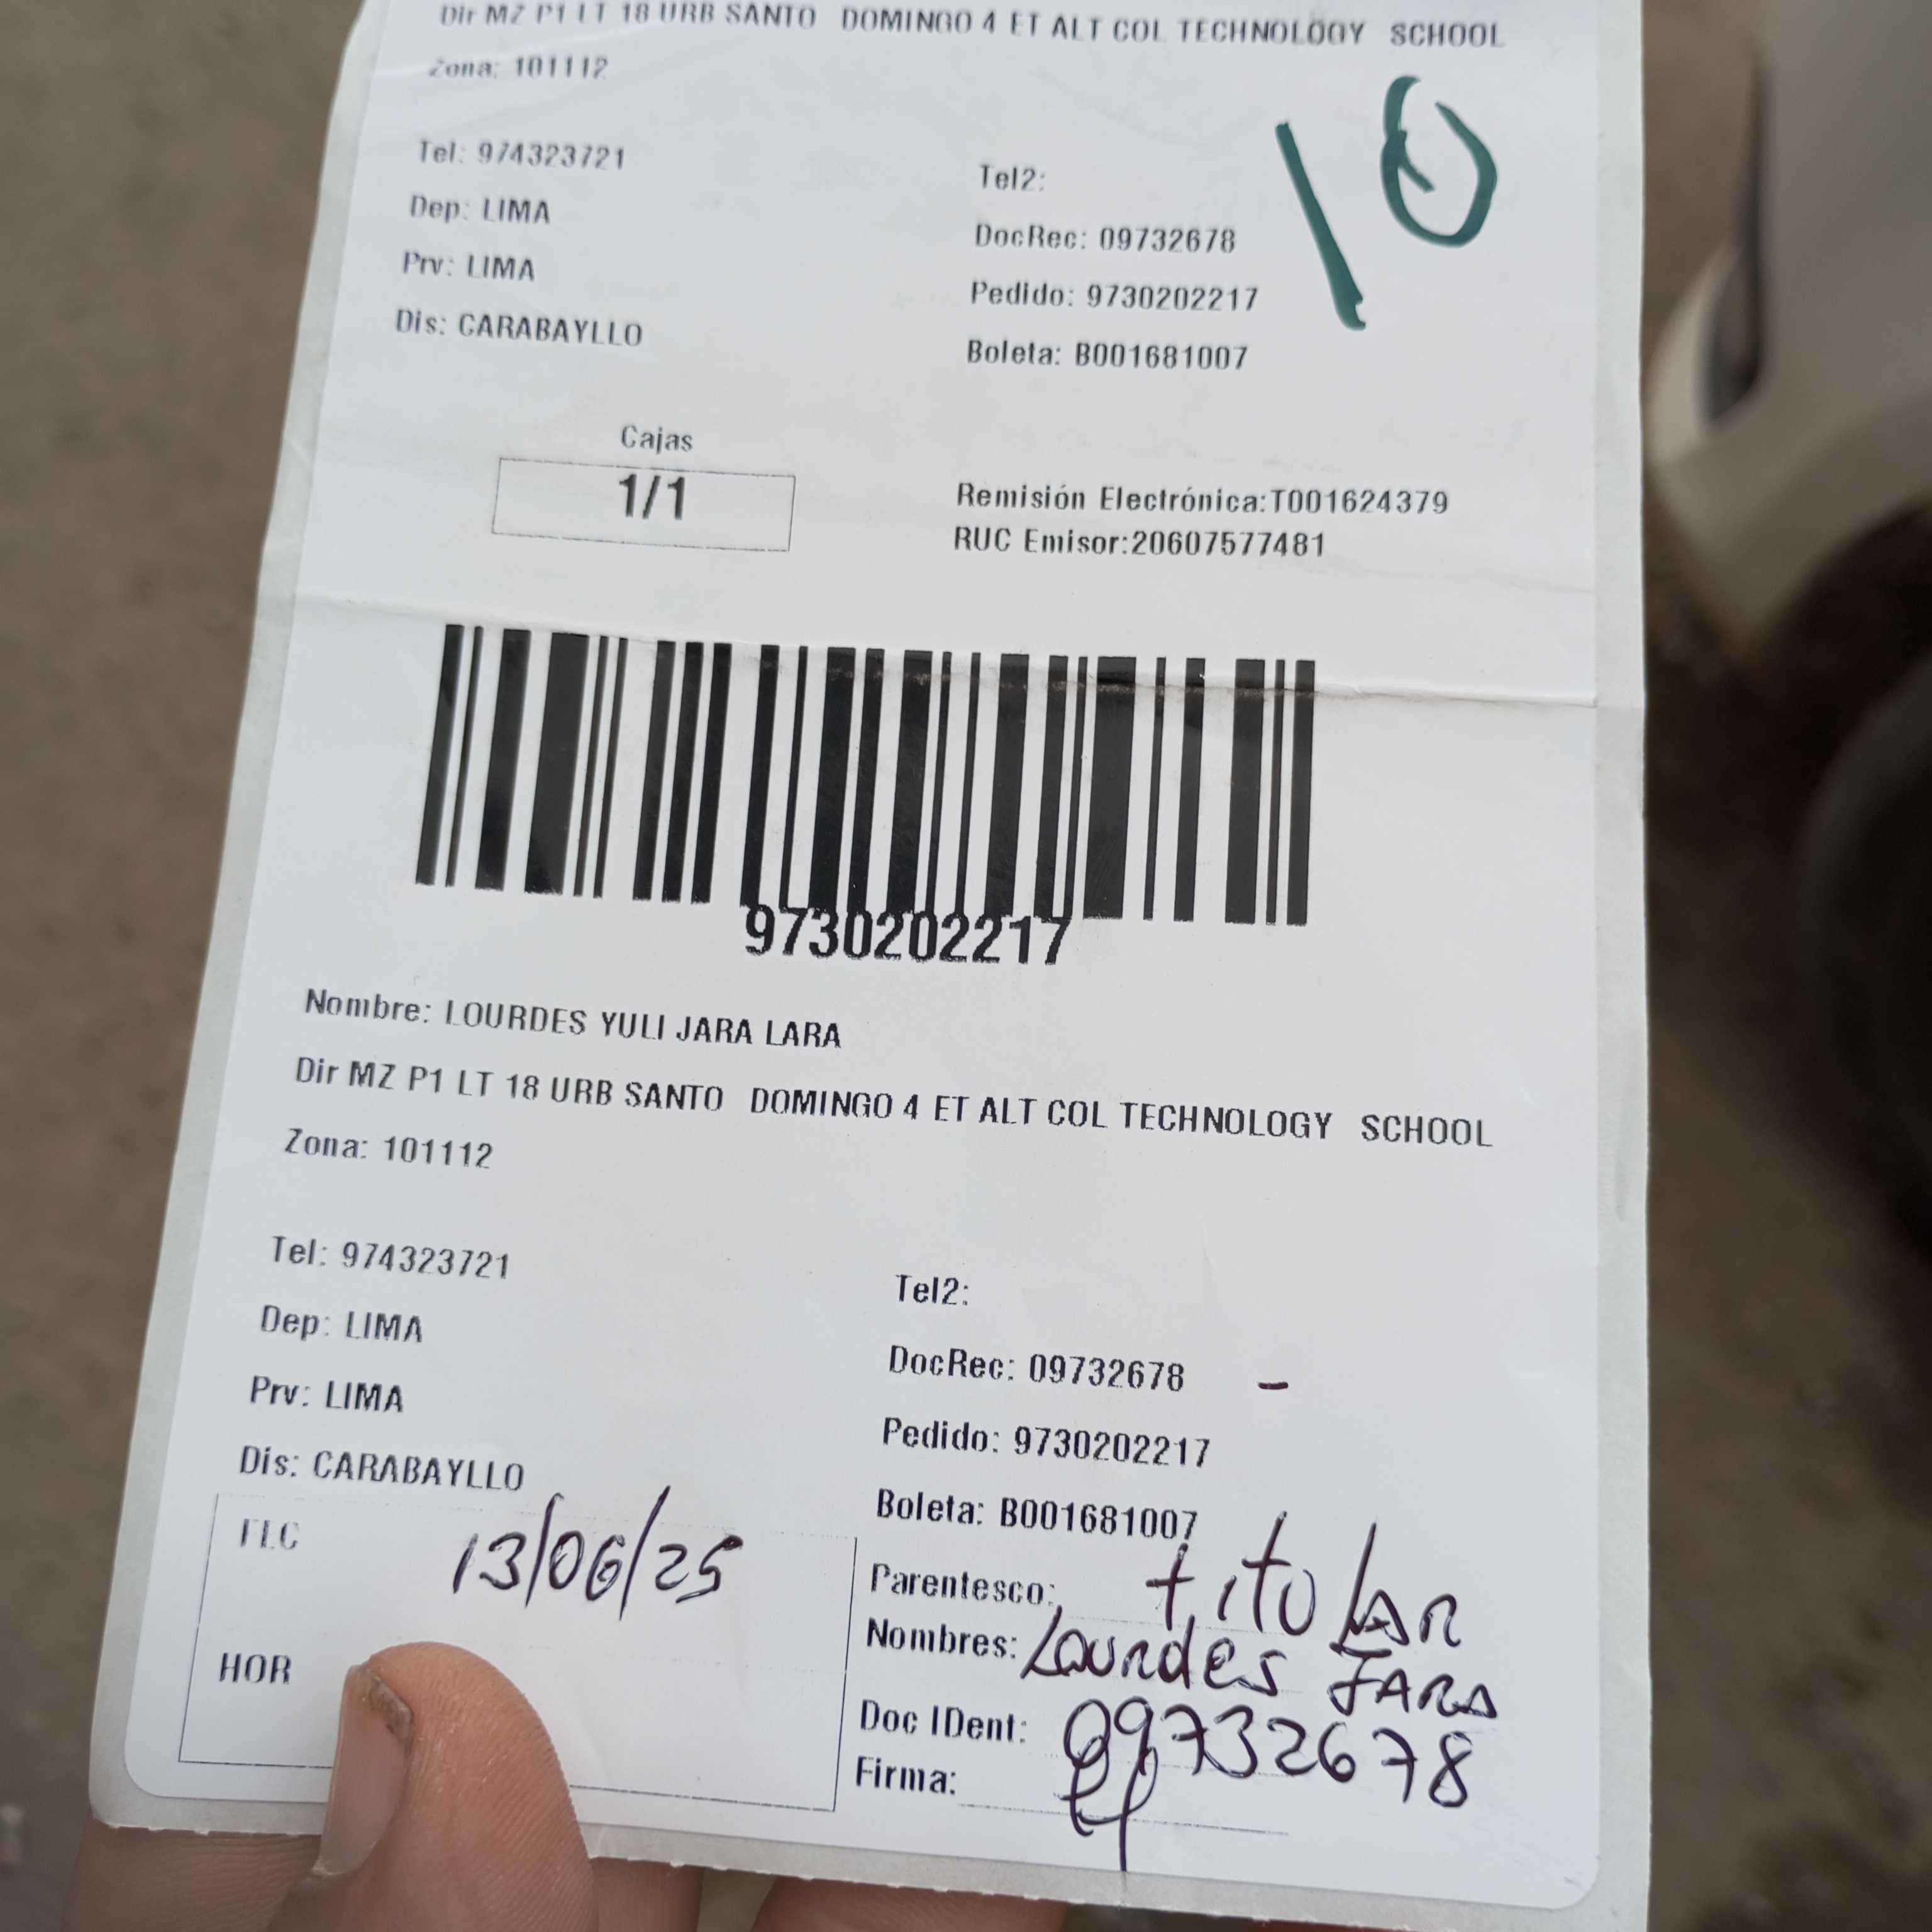 Dir MZ P1 LT 18 URB SANTO DOMINGO 4 ET ALT COL TECHNOLOGY SCHOOL
Zona: 101112
10
Tel: 974323721
Tel2:
Dep: LIMA
DocRec: 09732678
Prv: LIMA
Pedido: 9730202217
Dis: CARABAYLLO
Boleta: B001681007
Cajas
1/1
Remisión Electrónica:T001624379
RUC Emisor:20607577481
9730202217
Nombre: LOURDES YULI JARA LARA
Dir MZ P1 LT 18 URB SANTO DOMINGO 4 ET ALT COL TECHNOLOGY SCHOOL
Zona: 101112
Tel: 974323721
Tel2:
Dep: LIMA
DocRec: 09732678 -
Prv: LIMA
Pedido: 9730202217
Dis: CARABAYLLO
Boleta: B001681007
FEC 13/06/25
Parentesco: titolar
Nombres: Lourdes JARA
HOR
Doc IDent: 09732678
Firma: